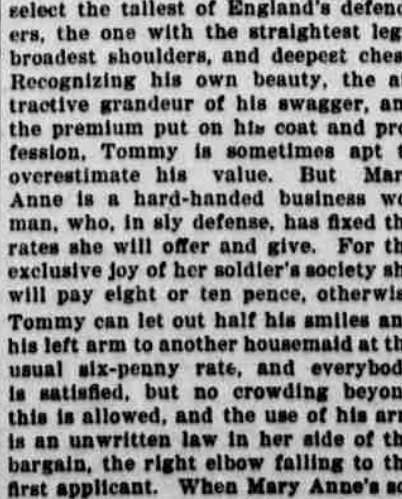 select the tallest of England's defend
ers, the one with the straightest leg
broadest shoulders, and deepest ches
Recognizing his own beauty, the a
tractive grandeur of his swagger, an
the premium put on his coat and pro
fession, Tommy is sometimes apt t
overestimate his value. But Mar
Anne is a hard-handed business wo
man, who, in sly defense, has fixed th
rates she will offer and give. For th
exclusive joy of her soldier's society sh
will pay eight or ten pence, otherwis
Tommy can let out half his smiles an
his left arm to another housemaid at th
usual six-penny rate, and everybod
is satisfied, but no crowding beyon
this is allowed, and the use of his arm
is an unwritten law in her side of th
bargain, the right elbow falling to th
first applicant. When Mary Anne's so